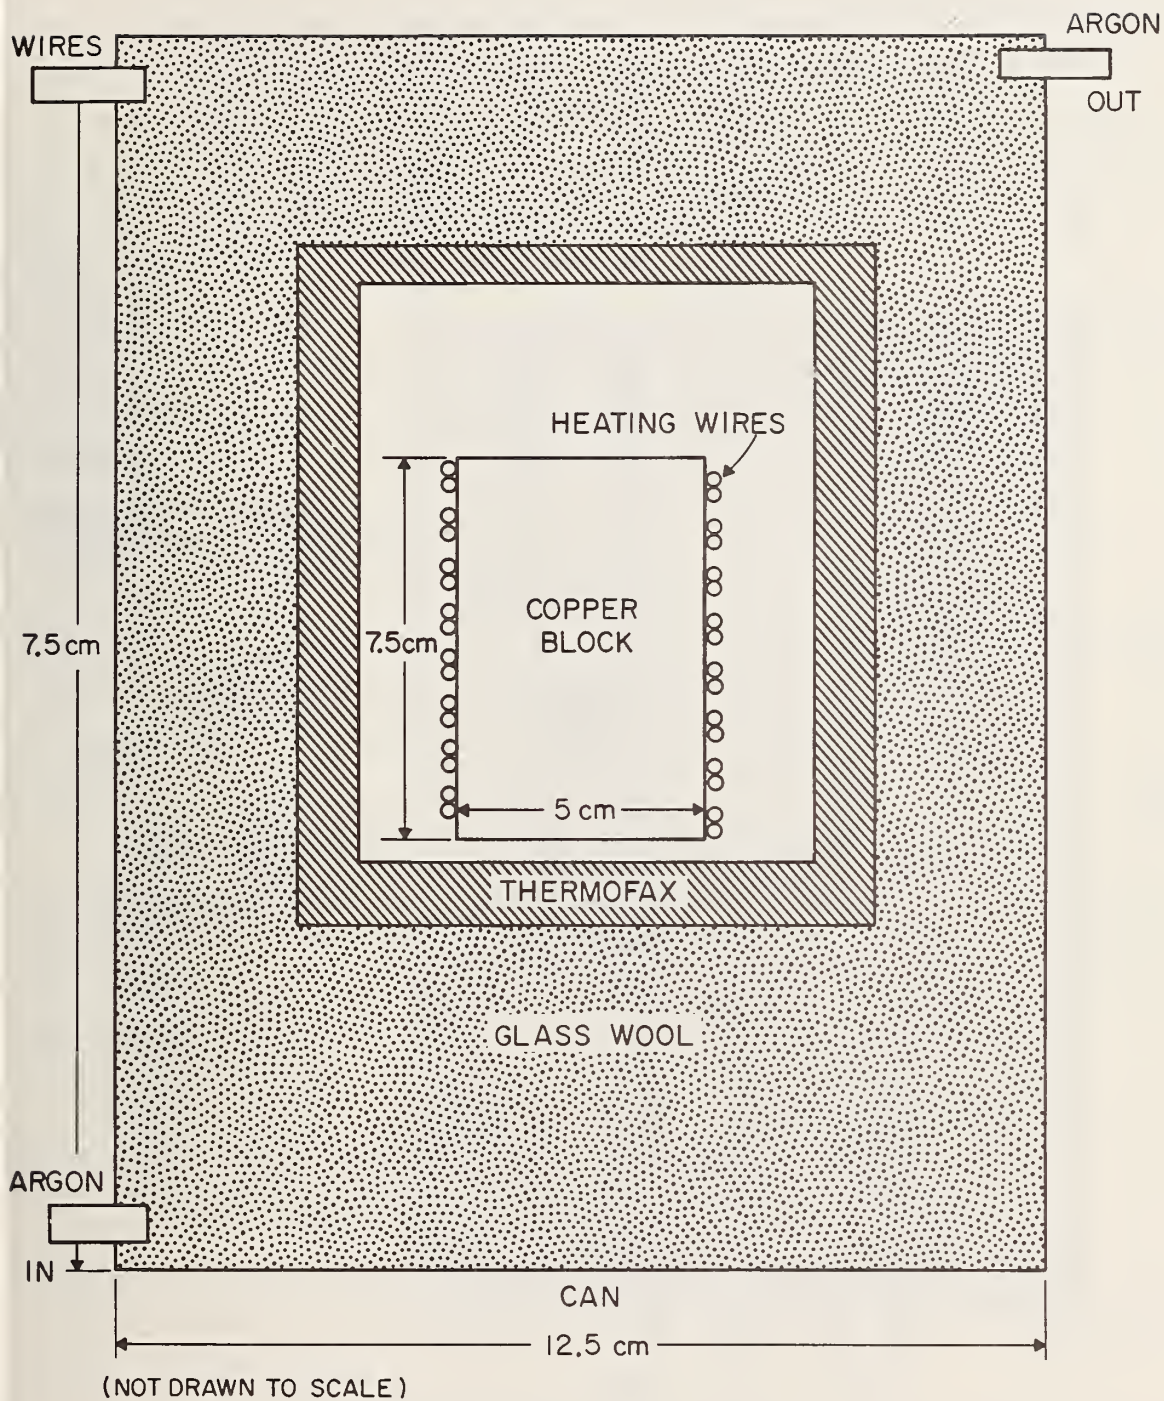 WIRES
ARGON
OUT
HEATING WIRES
COPPER
BLOCK
7.5cm
7.5 cm
5 cm
THERMOFAX
GLASS WOOL
ARGON
IN
CAN
12.5 cm
(NOT DRAWN TO SCALE)